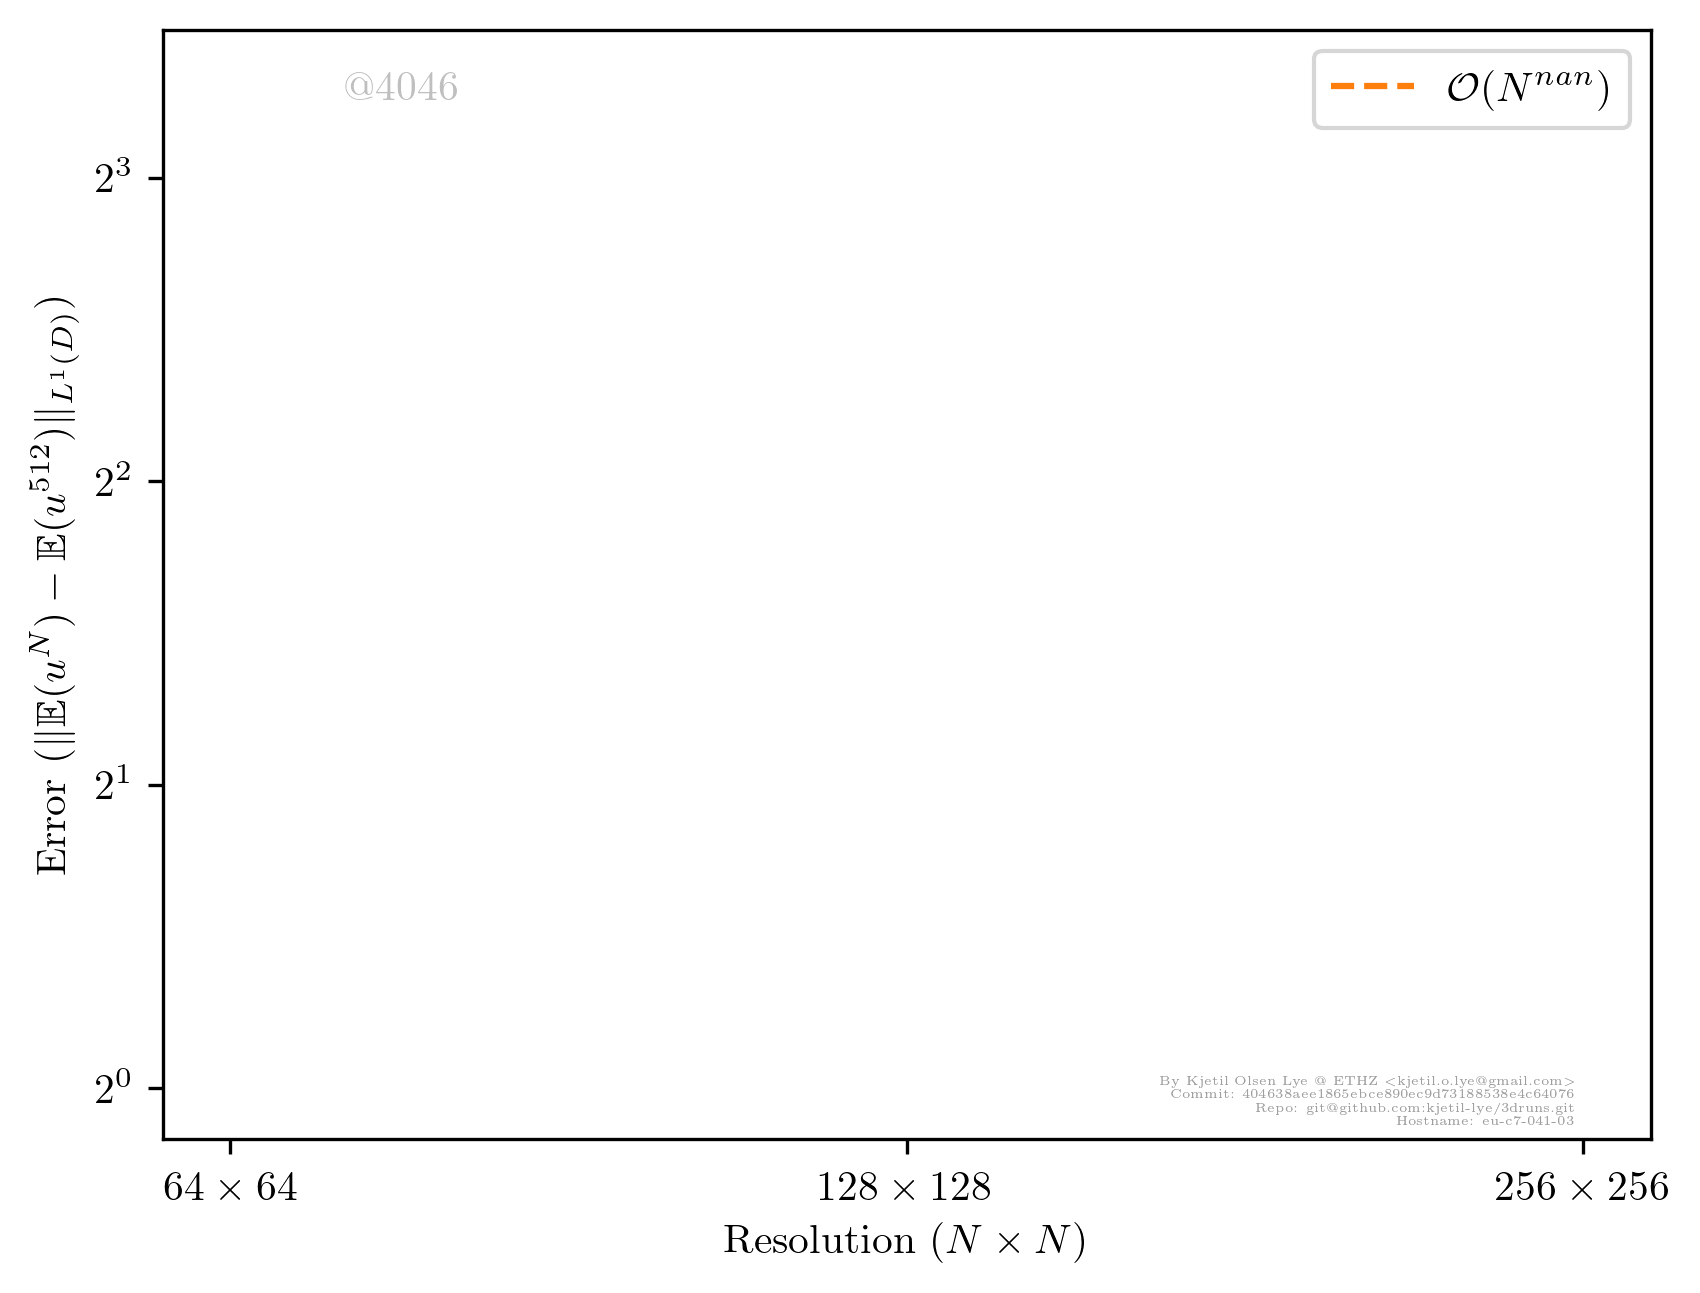 @4046
𝒪(N^{nan})
2^3
2^2
2^1
2^0
Error (‖𝔼(u^N) − 𝔼(u^{512})‖_{L^1(D)})
By Kjetil Olsen Lye @ ETHZ <kjetil.o.lye@gmail.com>
Commit: 404638aee1865ebce890ec9d73188538e4c64076
Repo: git@github.com:kjetil-lye/3druns.git
Hostname: eu-c7-041-03
64 × 64
128 × 128
256 × 256
Resolution (N × N)